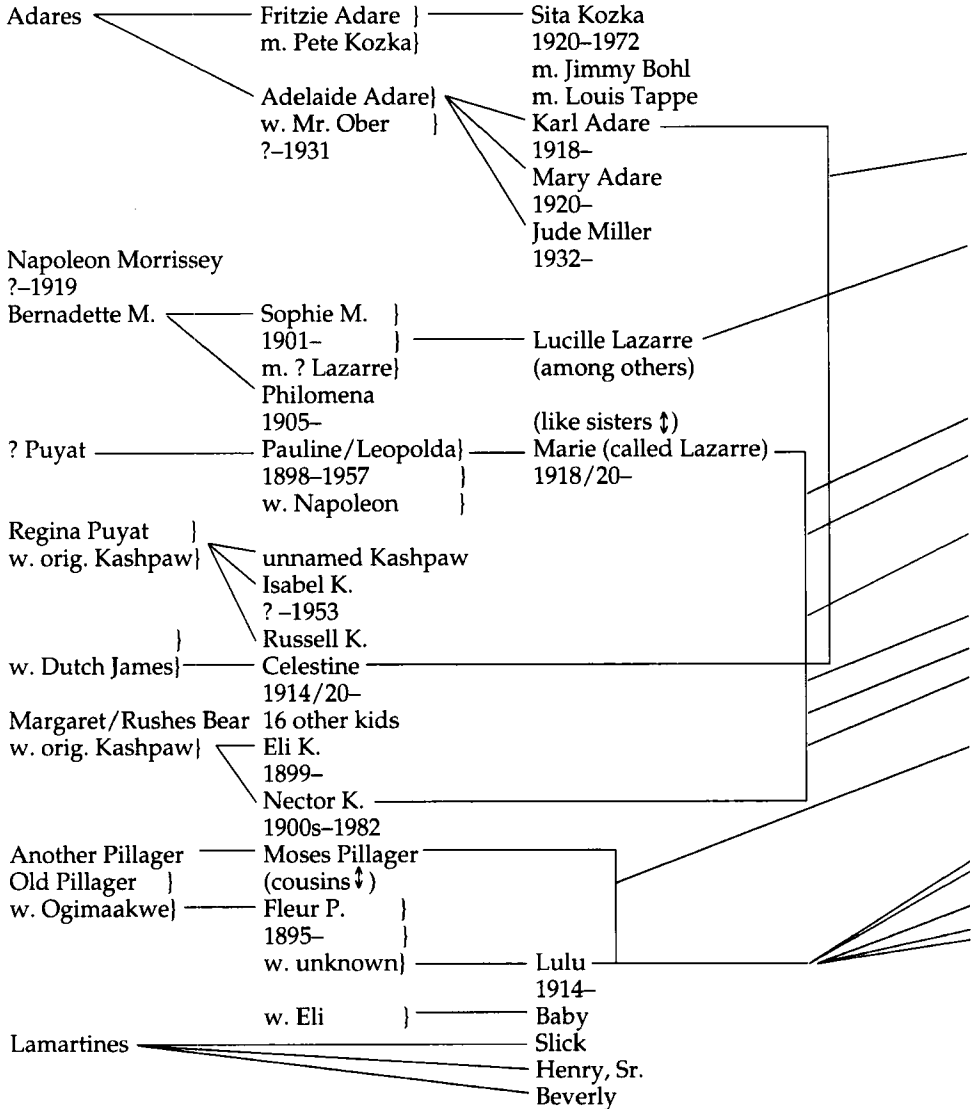 Adares Fritzie Adare } Sita Kozka
m. Pete Kozka} 1920–1972
m. Jimmy Bohl
Adelaide Adare} m. Louis Tappe
w. Mr. Ober } Karl Adare
?–1931 1918–
Mary Adare
1920–
Jude Miller
Napoleon Morrissey 1932–
?–1919
Bernadette M. Sophie M. }
1901– } Lucille Lazarre
m. ? Lazarre} (among others)
Philomena
1905– (like sisters ↕)
? Puyat Pauline/Leopolda} Marie (called Lazarre)
1898–1957 } 1918/20–
w. Napoleon }
Regina Puyat }
w. orig. Kashpaw} unnamed Kashpaw
Isabel K.
? –1953
} Russell K.
w. Dutch James} Celestine
1914/20–
Margaret/Rushes Bear 16 other kids
w. orig. Kashpaw} Eli K.
1899–
Nector K.
1900s–1982
Another Pillager Moses Pillager
Old Pillager } (cousins ↕)
w. Ogimaakwe} Fleur P. }
1895– }
w. unknown} Lulu
1914–
w. Eli } Baby
Lamartines Slick
Henry, Sr.
Beverly